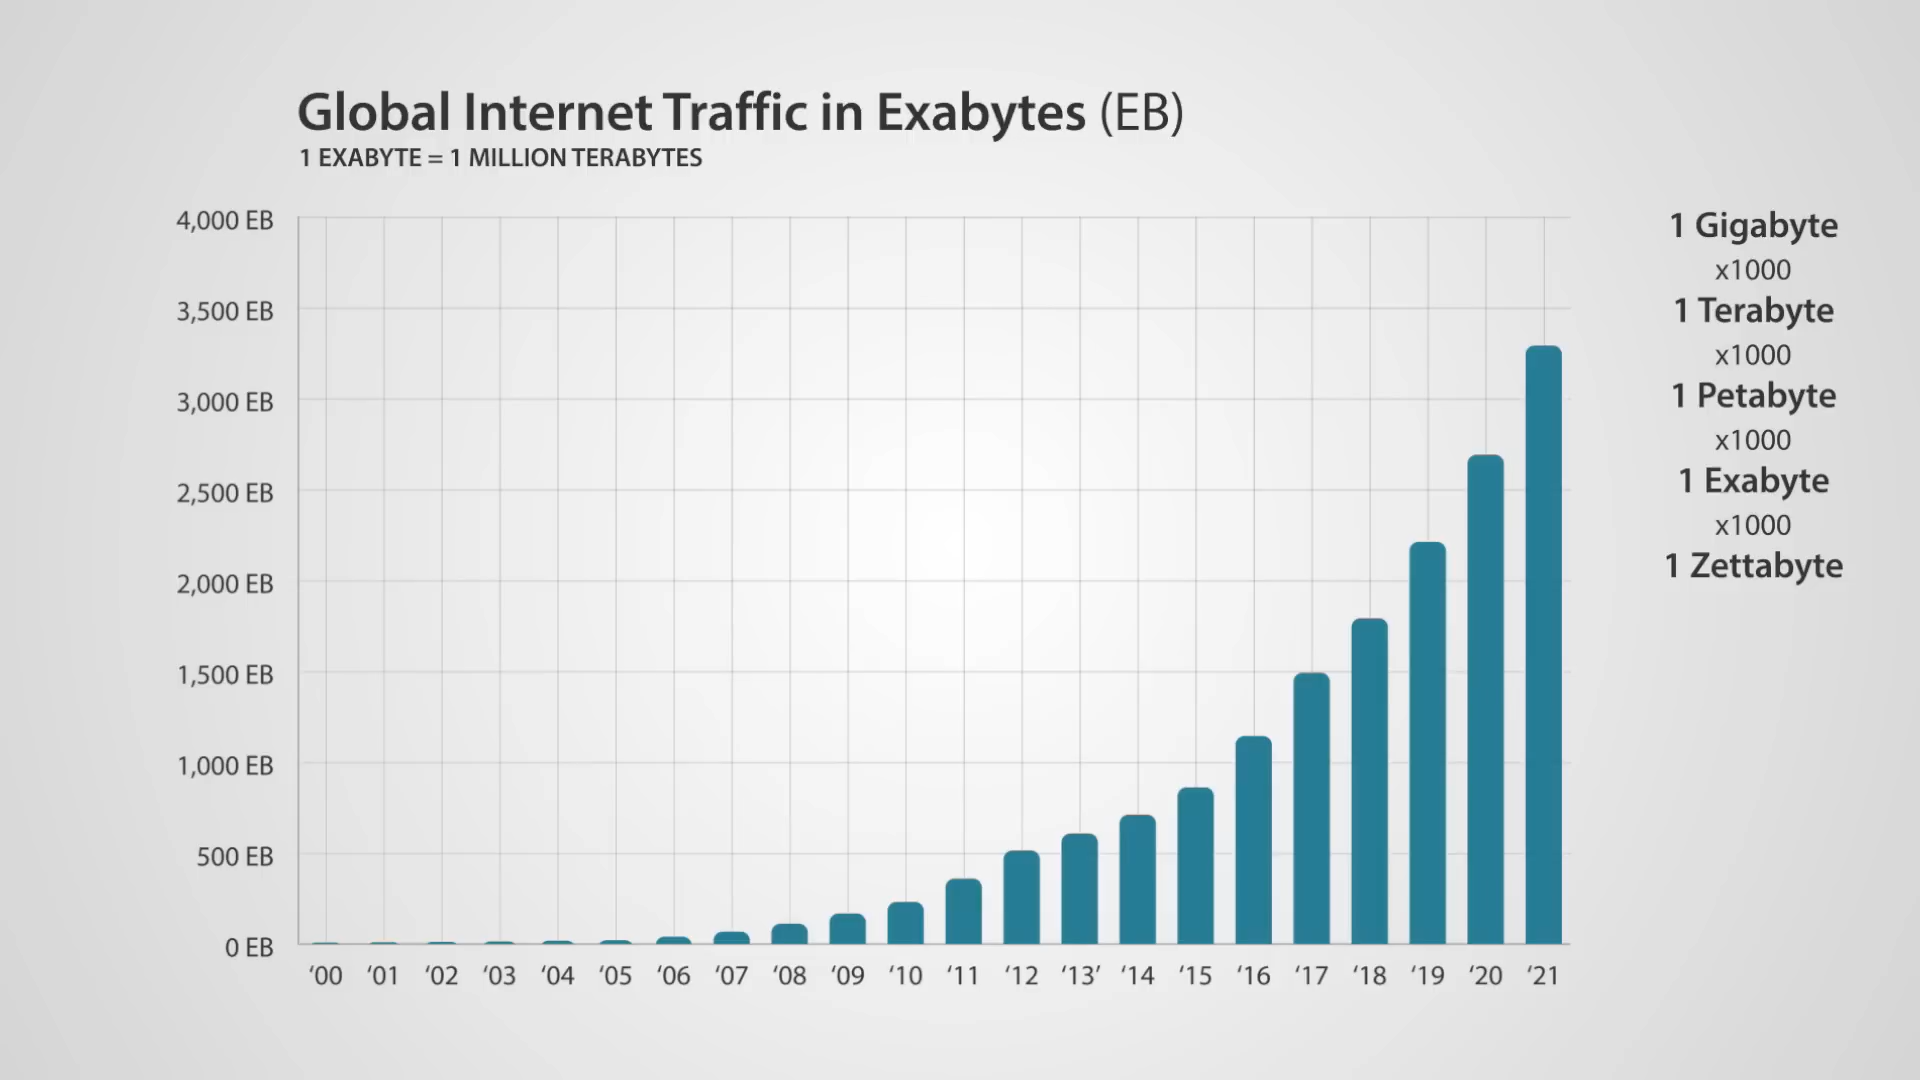 Global Internet Traffic in Exabytes (EB)
1 EXABYTE = 1 MILLION TERABYTES
4,000 EB
3,500 EB
3,000 EB
2,500 EB
2,000 EB
1,500 EB
1,000 EB
500 EB
0 EB
‘00 ‘01 ‘02 ‘03 ‘04 ‘05 ‘06 ‘07 ‘08 ‘09 ‘10 ‘11 ‘12 ‘13’ ‘14 ‘15 ‘16 ‘17 ‘18 ‘19 ‘20 ‘21
1 Gigabyte
x1000
1 Terabyte
x1000
1 Petabyte
x1000
1 Exabyte
x1000
1 Zettabyte